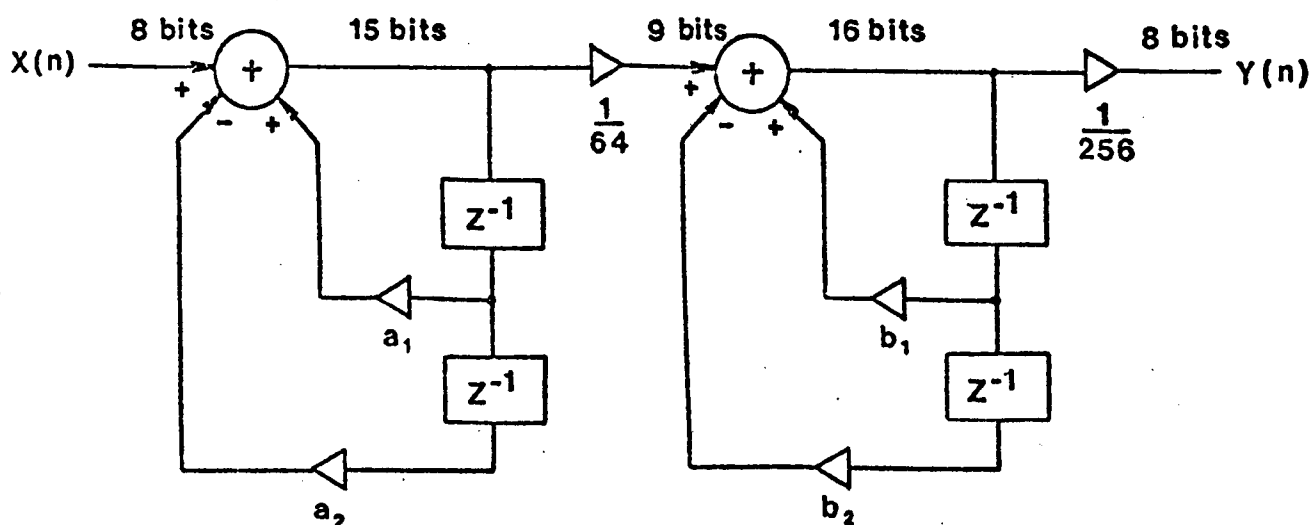 8 bits
15 bits
9 bits
16 bits
8 bits
X(n)
+
+
-
+
1/64
+
+
-
+
1/256
Y(n)
Z⁻¹
Z⁻¹
a₁
b₁
Z⁻¹
Z⁻¹
a₂
b₂